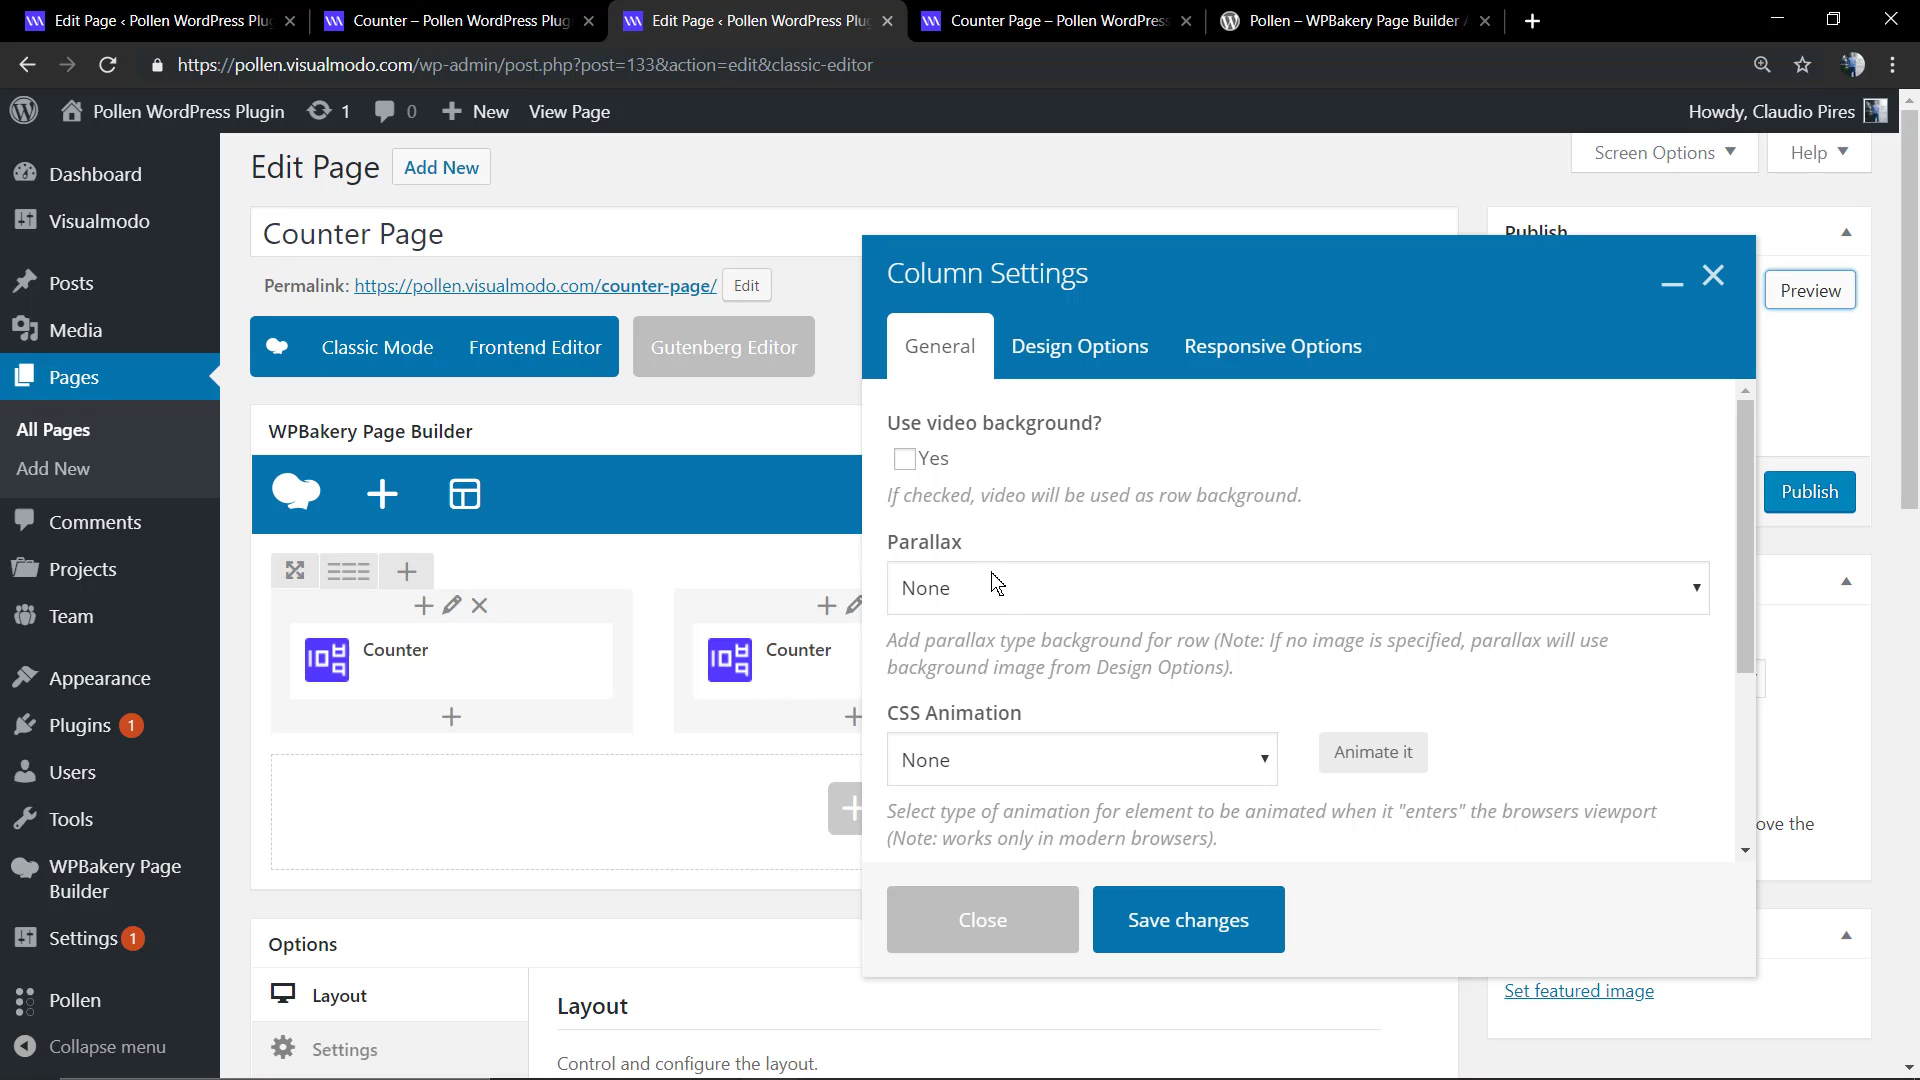 Edit Page ‹ Pollen WordPress Plug
Counter – Pollen WordPress Plug
Edit Page ‹ Pollen WordPress Plug
Counter Page – Pollen WordPress
Pollen – WPBakery Page Builder
https://pollen.visualmodo.com/wp-admin/post.php?post=133&action=edit&classic-editor
Pollen WordPress Plugin
1
0
New
View Page
Howdy, Claudio Pires
Dashboard
Visualmodo
Posts
Media
Pages
All Pages
Add New
Comments
Projects
Team
Appearance
Plugins 1
Users
Tools
WPBakery Page
Builder
Settings 1
Pollen
Collapse menu
Edit Page
Add New
Screen Options
Help
Counter Page
Permalink: https://pollen.visualmodo.com/counter-page/
Edit
Classic Mode
Frontend Editor
Gutenberg Editor
WPBakery Page Builder
Counter
Counter
Options
Layout
Settings
Layout
Control and configure the layout.
Publish
Preview
Publish
ove the
Set featured image
Column Settings
General
Design Options
Responsive Options
Use video background?
Yes
If checked, video will be used as row background.
Parallax
None
Add parallax type background for row (Note: If no image is specified, parallax will use
background image from Design Options).
CSS Animation
None
Animate it
Select type of animation for element to be animated when it "enters" the browsers viewport
(Note: works only in modern browsers).
Close
Save changes